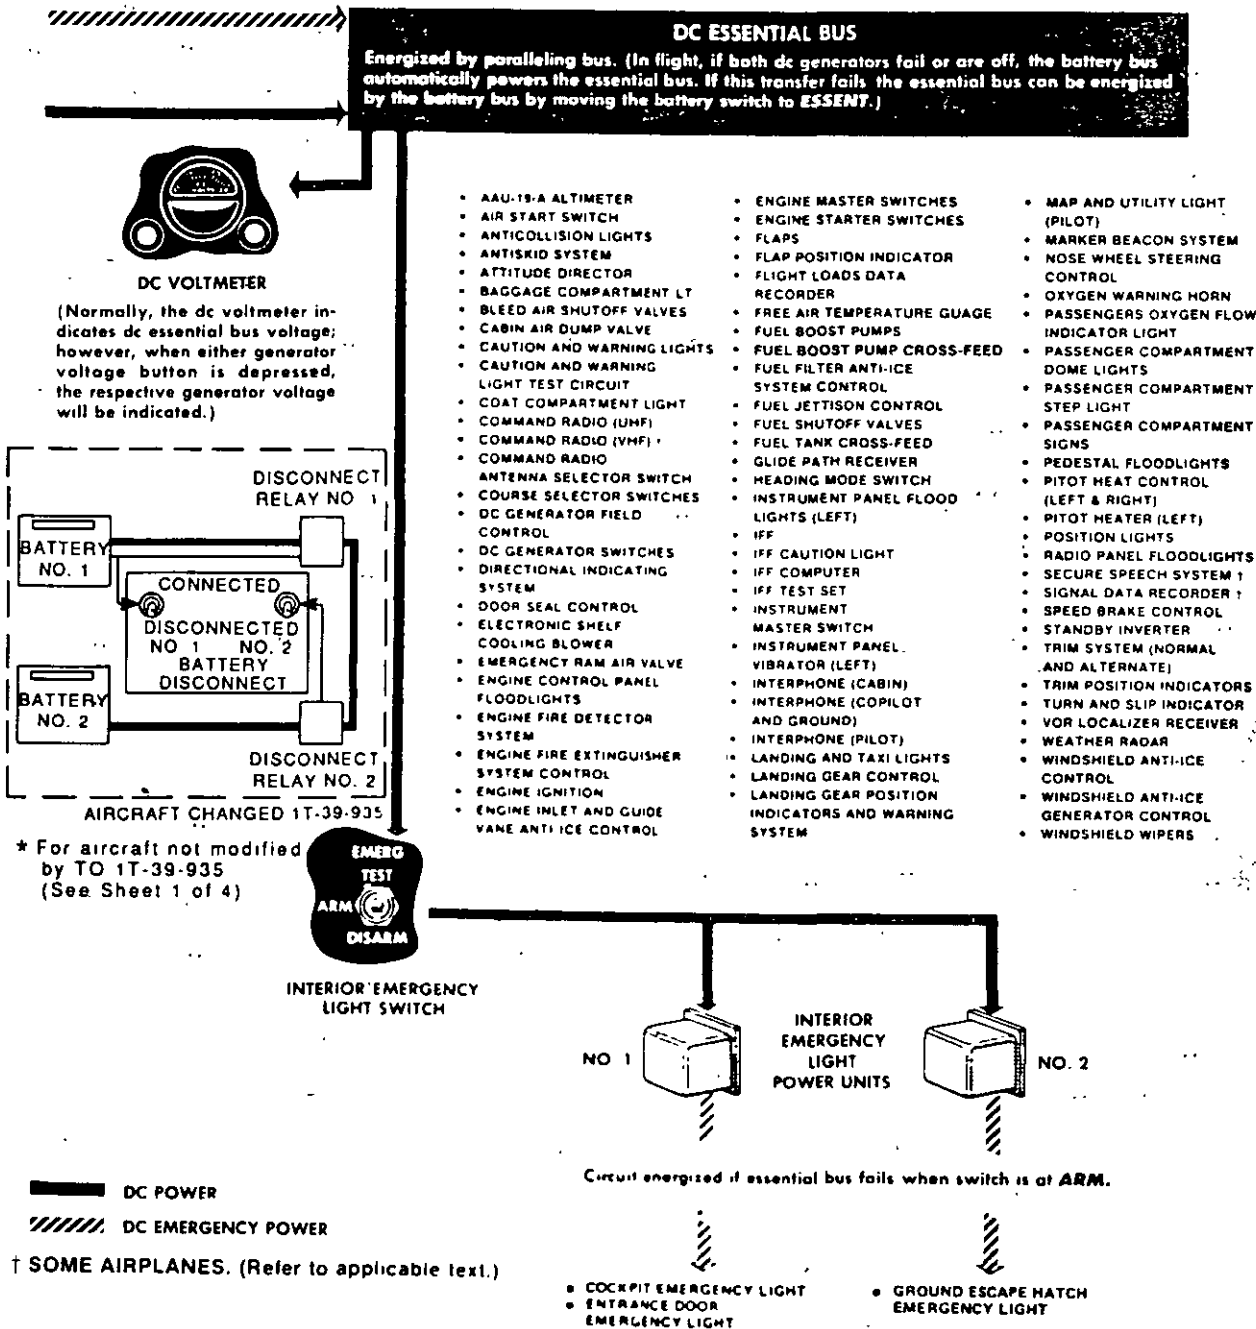 DC ESSENTIAL BUS
Energized by paralleling bus. (In flight, if both dc generators fail or are off, the battery bus
automatically powers the essential bus. If this transfer fails the essential bus can be energized
by the battery bus by moving the battery switch to ESSENT.)
DC VOLTMETER
(Normally, the dc voltmeter in-
dicates dc essential bus voltage;
however, when either generator
voltage button is depressed,
the respective generator voltage
will be indicated.)
DISCONNECT
RELAY NO. 1
BATTERY
NO. 1
CONNECTED
DISCONNECTED
NO 1 NO. 2
BATTERY
DISCONNECT
BATTERY
NO. 2
DISCONNECT
RELAY NO. 2
AIRCRAFT CHANGED 1T-39-935
* For aircraft not modified
by TO 1T-39-935
(See Sheet 1 of 4)
• AAU-19-A ALTIMETER
• AIR START SWITCH
• ANTICOLLISION LIGHTS
• ANTISKID SYSTEM
• ATTITUDE DIRECTOR
• BAGGAGE COMPARTMENT LT
• BLEED AIR SHUTOFF VALVES
• CABIN AIR DUMP VALVE
• CAUTION AND WARNING LIGHTS
• CAUTION AND WARNING
LIGHT TEST CIRCUIT
• COAT COMPARTMENT LIGHT
• COMMAND RADIO (UHF)
• COMMAND RADIO (VHF) †
• COMMAND RADIO
ANTENNA SELECTOR SWITCH
• COURSE SELECTOR SWITCHES
• DC GENERATOR FIELD
CONTROL
• DC GENERATOR SWITCHES
• DIRECTIONAL INDICATING
SYSTEM
• DOOR SEAL CONTROL
• ELECTRONIC SHELF
COOLING BLOWER
• EMERGENCY RAM AIR VALVE
• ENGINE CONTROL PANEL
FLOODLIGHTS
• ENGINE FIRE DETECTOR
SYSTEM
• ENGINE FIRE EXTINGUISHER
SYSTEM CONTROL
• ENGINE IGNITION
• ENGINE INLET AND GUIDE
VANE ANTI ICE CONTROL
• ENGINE MASTER SWITCHES
• ENGINE STARTER SWITCHES
• FLAPS
• FLAP POSITION INDICATOR
• FLIGHT LOADS DATA
RECORDER
• FREE AIR TEMPERATURE GUAGE
• FUEL BOOST PUMPS
• FUEL BOOST PUMP CROSS-FEED
• FUEL FILTER ANTI-ICE
SYSTEM CONTROL
• FUEL JETTISON CONTROL
• FUEL SHUTOFF VALVES
• FUEL TANK CROSS-FEED
• GLIDE PATH RECEIVER
• HEADING MODE SWITCH
• INSTRUMENT PANEL FLOOD
LIGHTS (LEFT)
• IFF
• IFF CAUTION LIGHT
• IFF COMPUTER
• IFF TEST SET
• INSTRUMENT
MASTER SWITCH
• INSTRUMENT PANEL
VIBRATOR (LEFT)
• INTERPHONE (CABIN)
• INTERPHONE (COPILOT
AND GROUND)
• INTERPHONE (PILOT)
• LANDING AND TAXI LIGHTS
• LANDING GEAR CONTROL
• LANDING GEAR POSITION
INDICATORS AND WARNING
SYSTEM
• MAP AND UTILITY LIGHT
(PILOT)
• MARKER BEACON SYSTEM
• NOSE WHEEL STEERING
CONTROL
• OXYGEN WARNING HORN
• PASSENGERS OXYGEN FLOW
INDICATOR LIGHT
• PASSENGER COMPARTMENT
DOME LIGHTS
• PASSENGER COMPARTMENT
STEP LIGHT
• PASSENGER COMPARTMENT
SIGNS
• PEDESTAL FLOODLIGHTS
• PITOT HEAT CONTROL
(LEFT & RIGHT)
• PITOT HEATER (LEFT)
• POSITION LIGHTS
• RADIO PANEL FLOODLIGHTS
• SECURE SPEECH SYSTEM †
• SIGNAL DATA RECORDER †
• SPEED BRAKE CONTROL
• STANDBY INVERTER
• TRIM SYSTEM (NORMAL
AND ALTERNATE)
• TRIM POSITION INDICATORS
• TURN AND SLIP INDICATOR
• VOR LOCALIZER RECEIVER
• WEATHER RADAR
• WINDSHIELD ANTI-ICE
CONTROL
• WINDSHIELD ANTI-ICE
GENERATOR CONTROL
• WINDSHIELD WIPERS
EMERG
TEST
ARM
DISARM
INTERIOR EMERGENCY
LIGHT SWITCH
NO 1
INTERIOR
EMERGENCY
LIGHT
POWER UNITS
NO. 2
Circuit energized if essential bus fails when switch is at ARM.
DC POWER
DC EMERGENCY POWER
† SOME AIRPLANES. (Refer to applicable text.)
• COCKPIT EMERGENCY LIGHT
• ENTRANCE DOOR
EMERGENCY LIGHT
• GROUND ESCAPE HATCH
EMERGENCY LIGHT